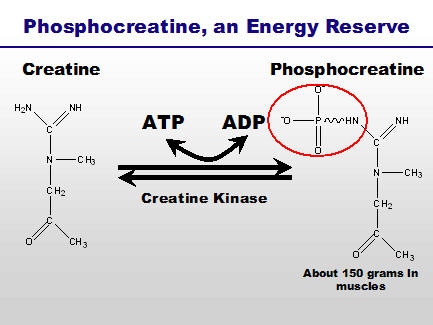 Phosphocreatine, an Energy Reserve
Creatine
Phosphocreatine
H₂N
NH
C
N
CH₃
CH₂
C
O
CH₃
ATP
ADP
Creatine Kinase
O⁻
⁻O
P
HN
NH
O
C
N
CH₃
CH₂
C
O
CH₃
About 150 grams In
muscles